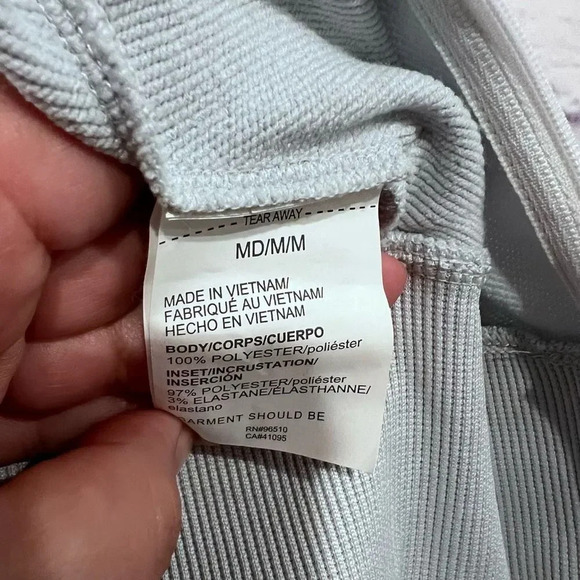 TEAR AWAY
MD/M/M
MADE IN VIETNAM/
FABRIQUÉ AU VIETNAM/
HECHO EN VIETNAM
BODY/CORPS/CUERPO
100% POLYESTER/poliéster
INSET/INCRUSTATION/
INSERCIÓN
97% POLYESTER/poliéster
3% ELASTANE/ÉLASTHANNE/
elastano
GARMENT SHOULD BE
RN#96510
CA#41095